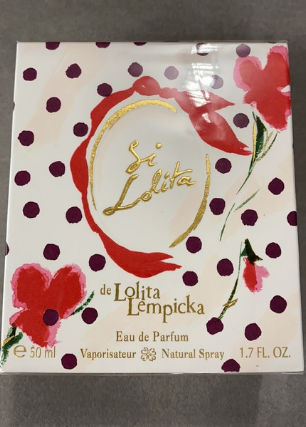 Si
Lolita
de Lolita
Lempicka
Eau de Parfum
e 50 ml Vaporisateur Natural Spray 1.7 FL. OZ.